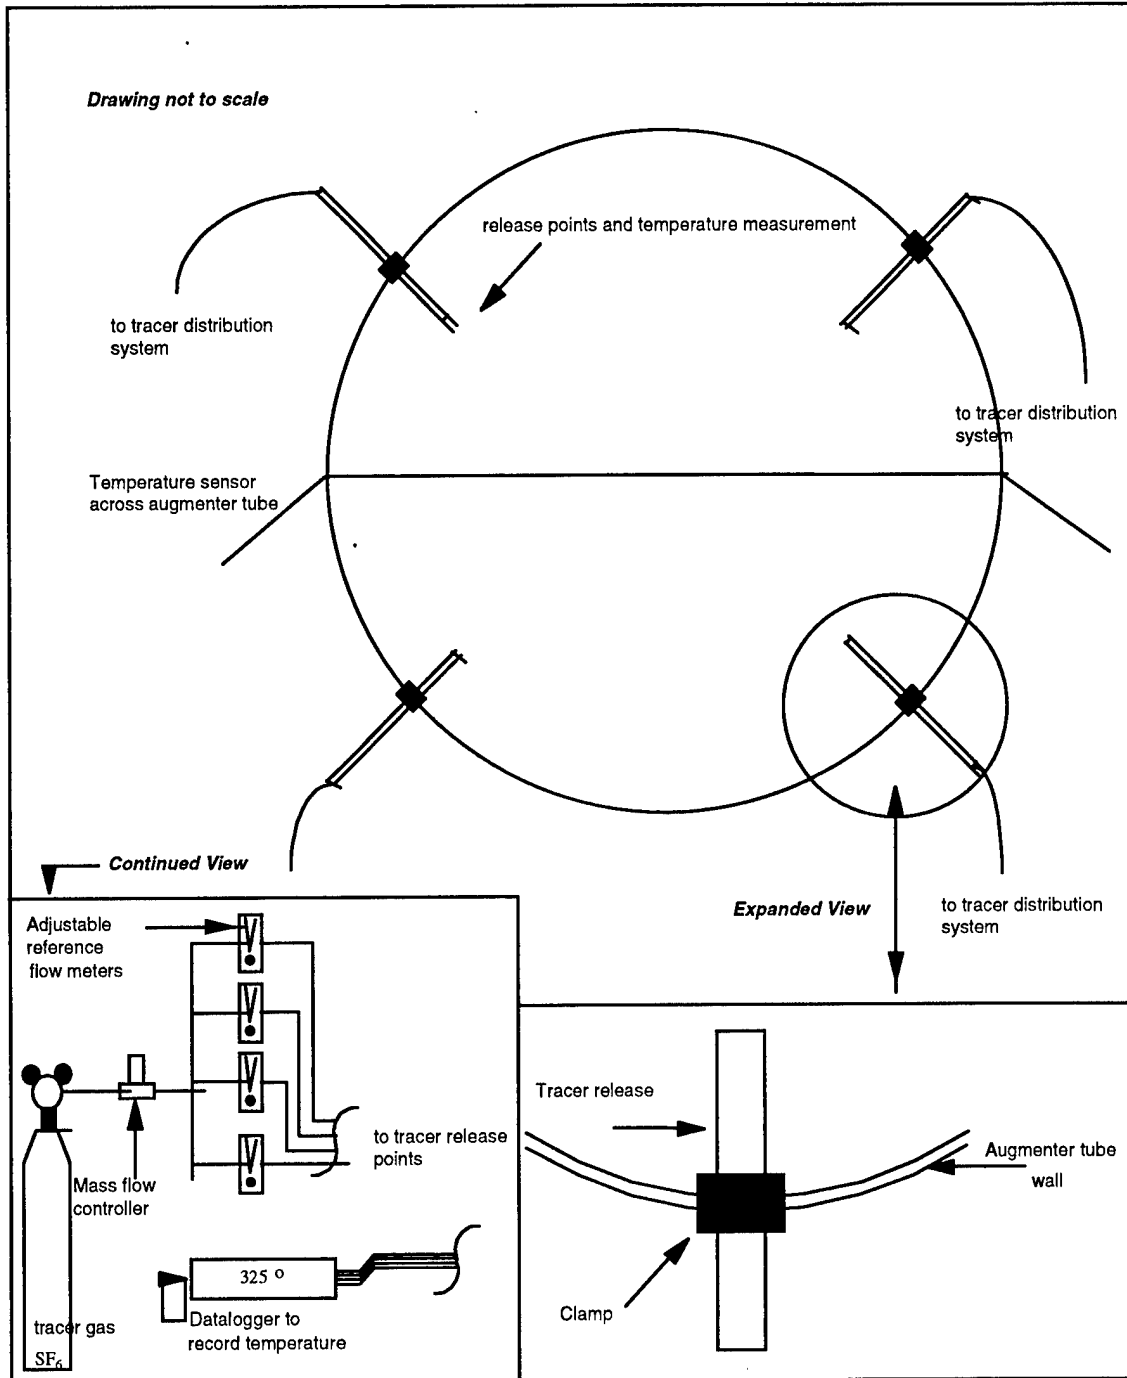 Drawing not to scale
release points and temperature measurement
to tracer distribution
system
to tracer distribution
system
Temperature sensor
across augmenter tube
Continued View
Expanded View
to tracer distribution
system
Adjustable
reference
flow meters
Mass flow
controller
to tracer release
points
325 °
Datalogger to
record temperature
tracer gas
SF₆
Tracer release
Augmenter tube
wall
Clamp